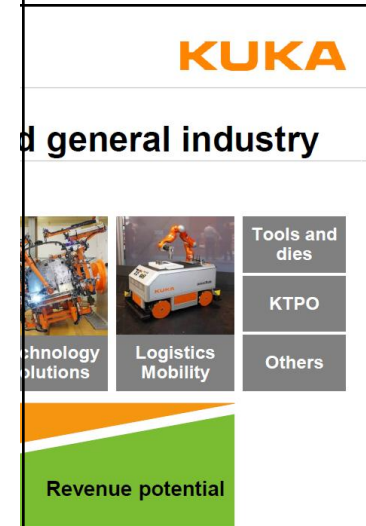 KUKA
d general industry
Tools and
dies
KTPO
chnology
olutions
Logistics
Mobility
Others
Revenue potential